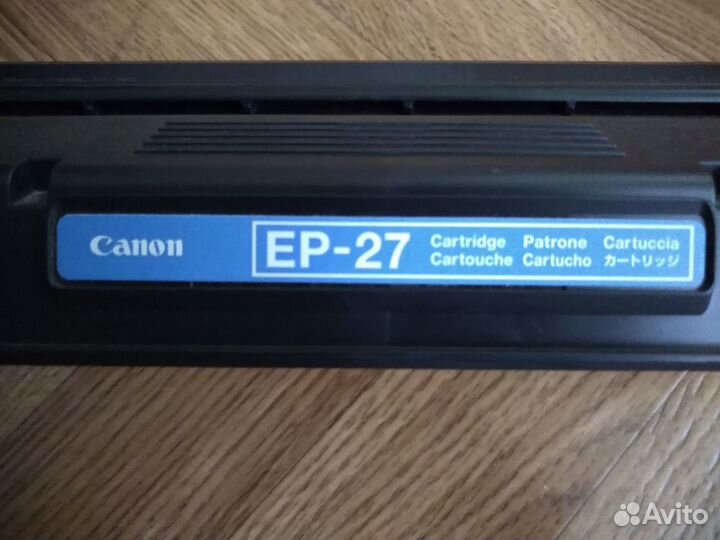 Canon
EP-27
Cartridge Patrone Cartuccia
Cartouche Cartucho カートリッジ
Avito